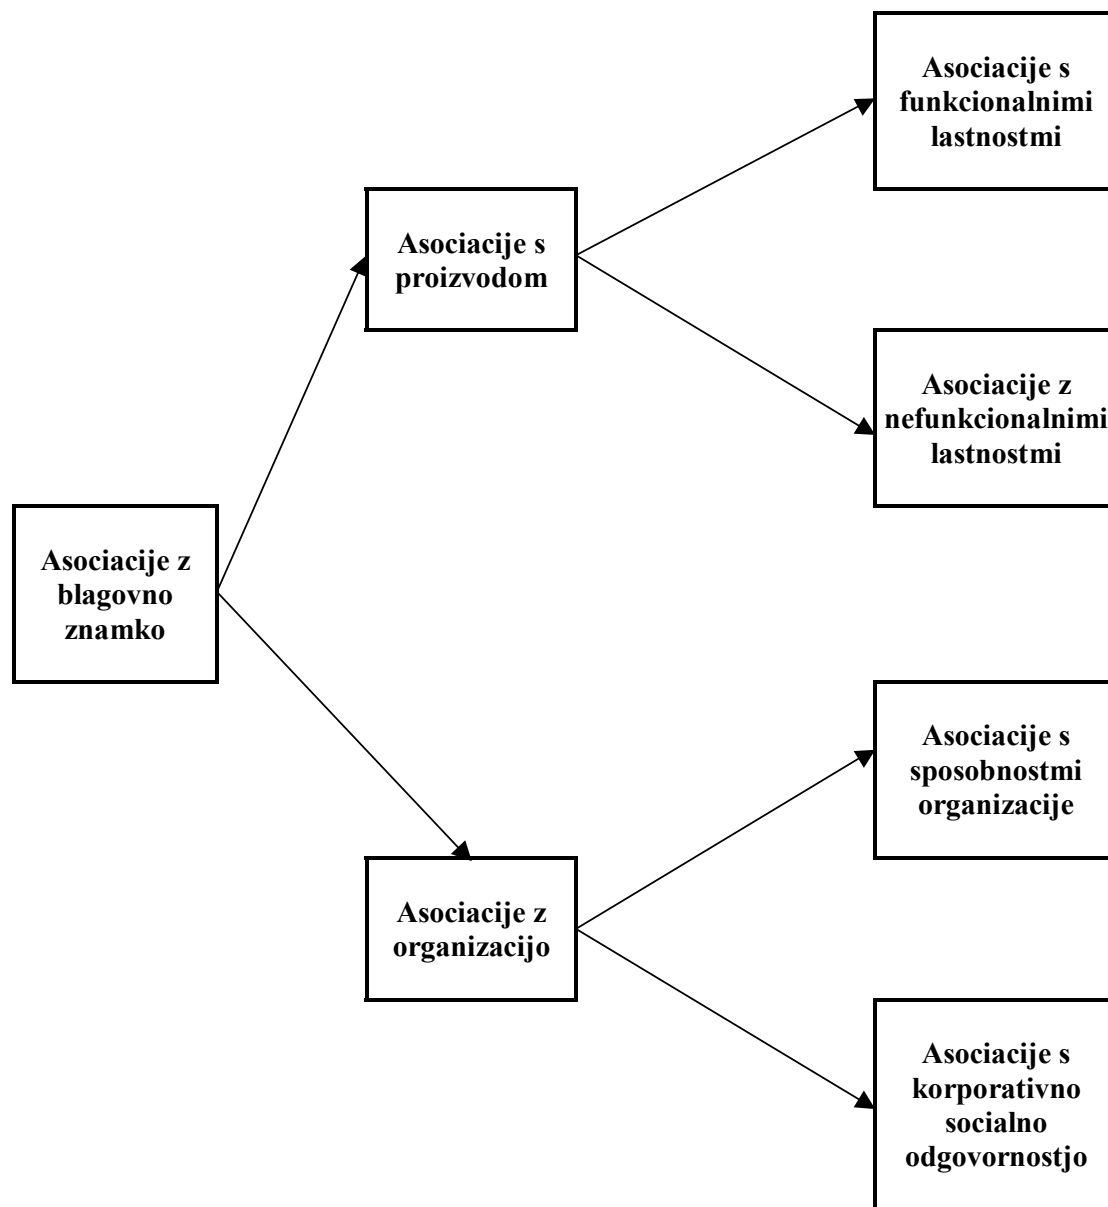 Asociacije s
funkcionalnimi
lastnostmi
Asociacije s
proizvodom
Asociacije z
nefunkcionalnimi
lastnostmi
Asociacije z
blagovno
znamko
Asociacije s
sposobnostmi
organizacije
Asociacije z
organizacijo
Asociacije s
korporativno
socialno
odgovornostjo